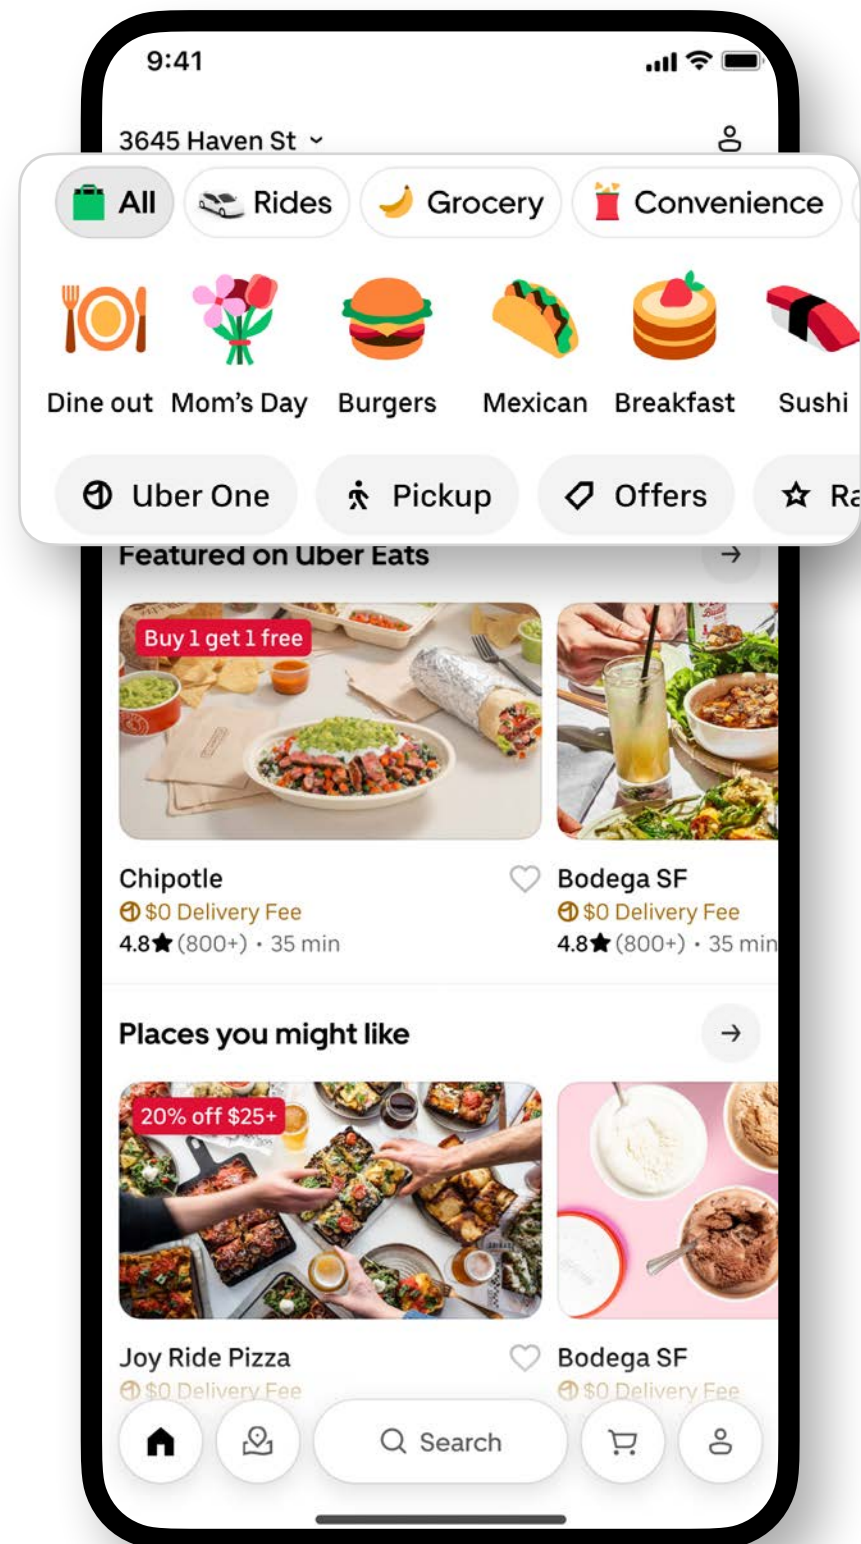 9:41
3645 Haven St
All Rides Grocery Convenience
Dine out Mom's Day Burgers Mexican Breakfast Sushi
Uber One Pickup Offers Ra
Featured on Uber Eats
Buy 1 get 1 free
Chipotle Bodega SF
$0 Delivery Fee $0 Delivery Fee
4.8★ (800+) • 35 min 4.8★ (800+) • 35 min
Places you might like
20% off $25+
Joy Ride Pizza Bodega SF
$0 Delivery Fee $0 Delivery Fee
Search